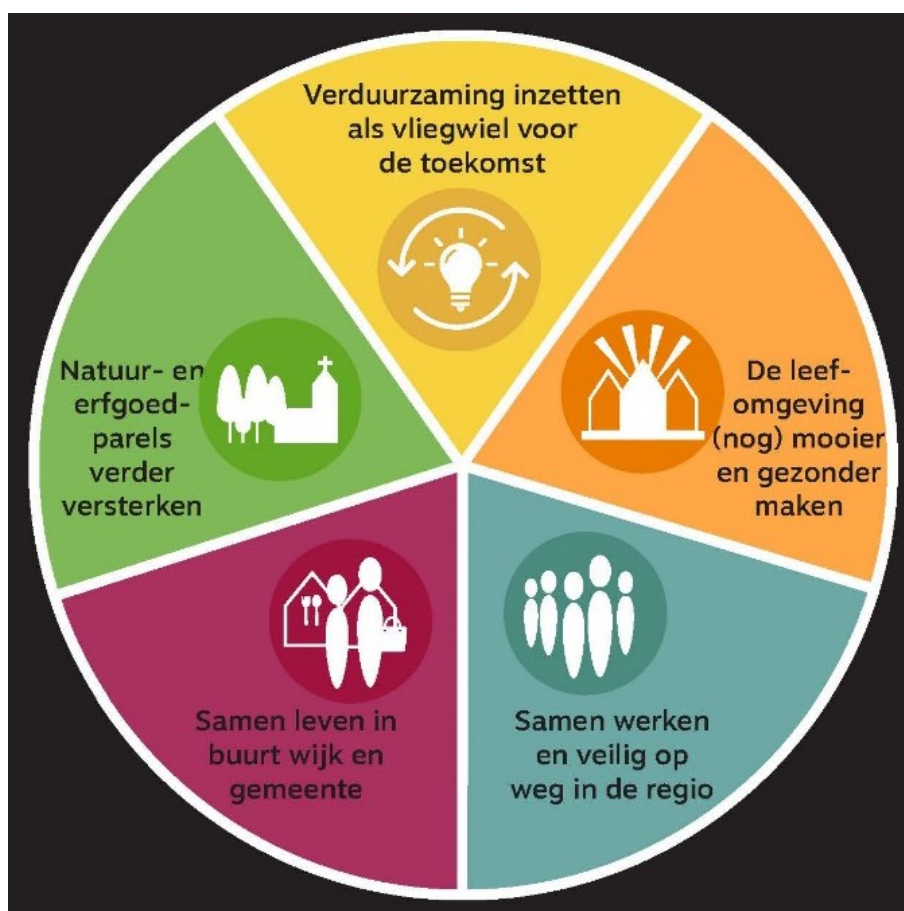 Verduurzaming inzetten
als vliegwiel voor
de toekomst
De leef-
omgeving
(nog) mooier
en gezonder
maken
Samen werken
en veilig op
weg in de regio
Samen leven in
buurt wijk en
gemeente
Natuur- en
erfgoed-
parels
verder
versterken